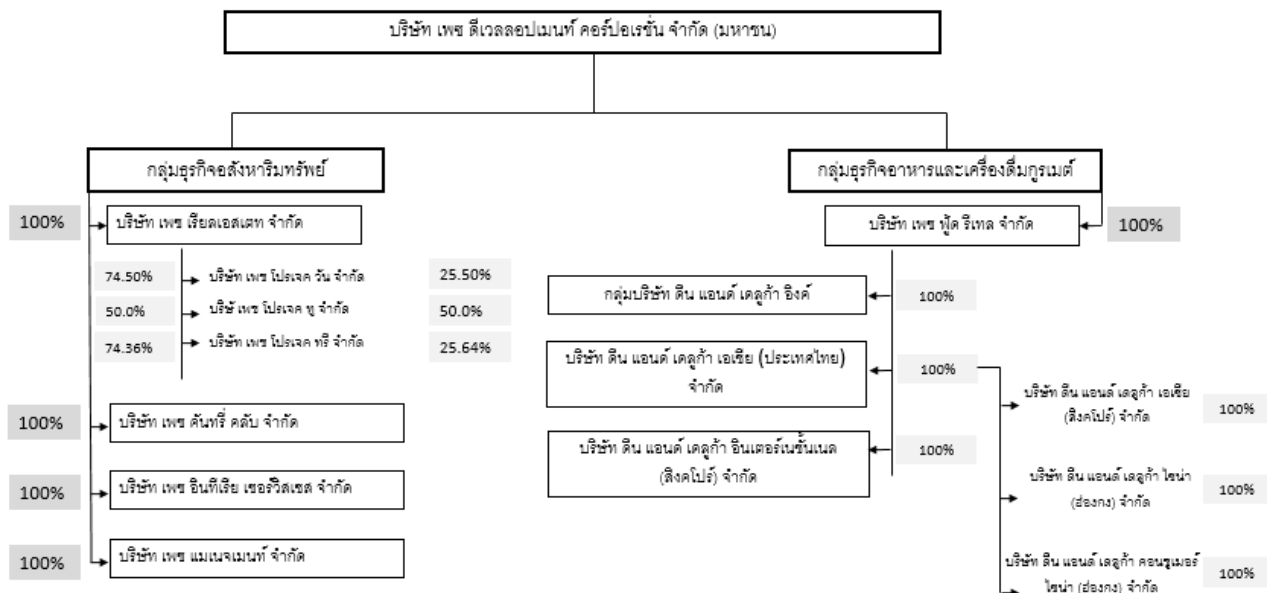 บริษัท เพซ ดีเวลลอปเมนท์ คอร์ปอเรชั่น จำกัด (มหาชน)
กลุ่มธุรกิจอสังหาริมทรัพย์
100%
บริษัท เพซ เรียลเอสเตท จำกัด
74.50%
บริษัท เพซ โปรเจค วัน จำกัด
25.50%
50.0%
บริษั เพซ โปรเจค ทู จำกัด
50.0%
74.36%
บริษัท เพซ โปรเจค ทรี จำกัด
25.64%
100%
บริษัท เพซ คันทรี่ คลับ จำกัด
100%
บริษัท เพซ อินทีเรีย เซอร์วิสเซส จำกัด
100%
บริษัท เพซ แมเนจเมนท์ จำกัด
กลุ่มธุรกิจอาหารและเครื่องดื่มกูรเมต์
บริษัท เพซ ฟู้ด รีเทล จำกัด
100%
กลุ่มบริษัท ดีน แอนด์ เดลูก้า อิงค์
100%
บริษัท ดีน แอนด์ เดลูก้า เอเชีย (ประเทศไทย)
จำกัด
100%
บริษัท ดีน แอนด์ เดลูก้า อินเตอร์เนชั้นเนล
(สิงคโปร์) จำกัด
100%
บริษัท ดีน แอนด์ เดลูก้า เอเชีย
(สิงคโปร์) จำกัด
100%
บริษัท ดีน แอนด์ เดลูก้า ไชน่า
(ฮ่องกง) จำกัด
100%
บริษัท ดีน แอนด์ เดลูก้า คอนซูเมอร์
ไชน่า (ฮ่องกง) จำกัด
100%